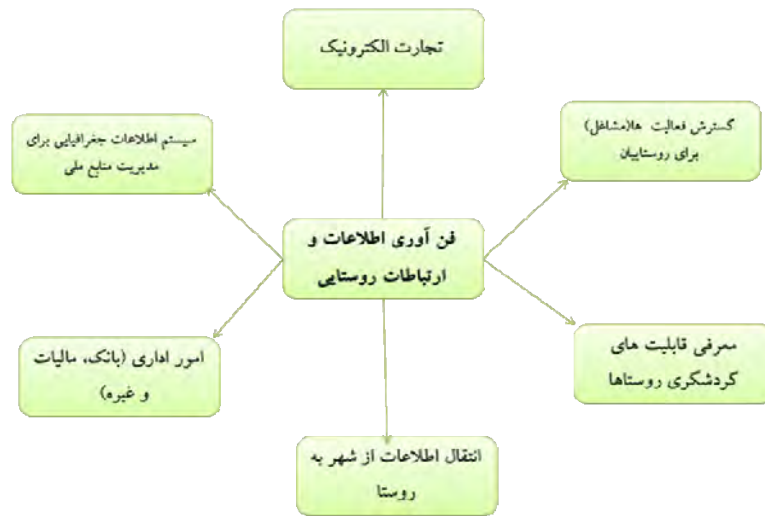 تجارت الکترونیک
گسترش فعالیت ها(مشاغل)
برای روستاییان
سیستم اطلاعات جغرافیایی برای
مدیریت منابع ملی
فن آوری اطلاعات و
ارتباطات روستایی
معرفی قابلیت های
گردشگری روستاها
امور اداری (بانک، مالیات
و غیره)
انتقال اطلاعات از شهر به
روستا